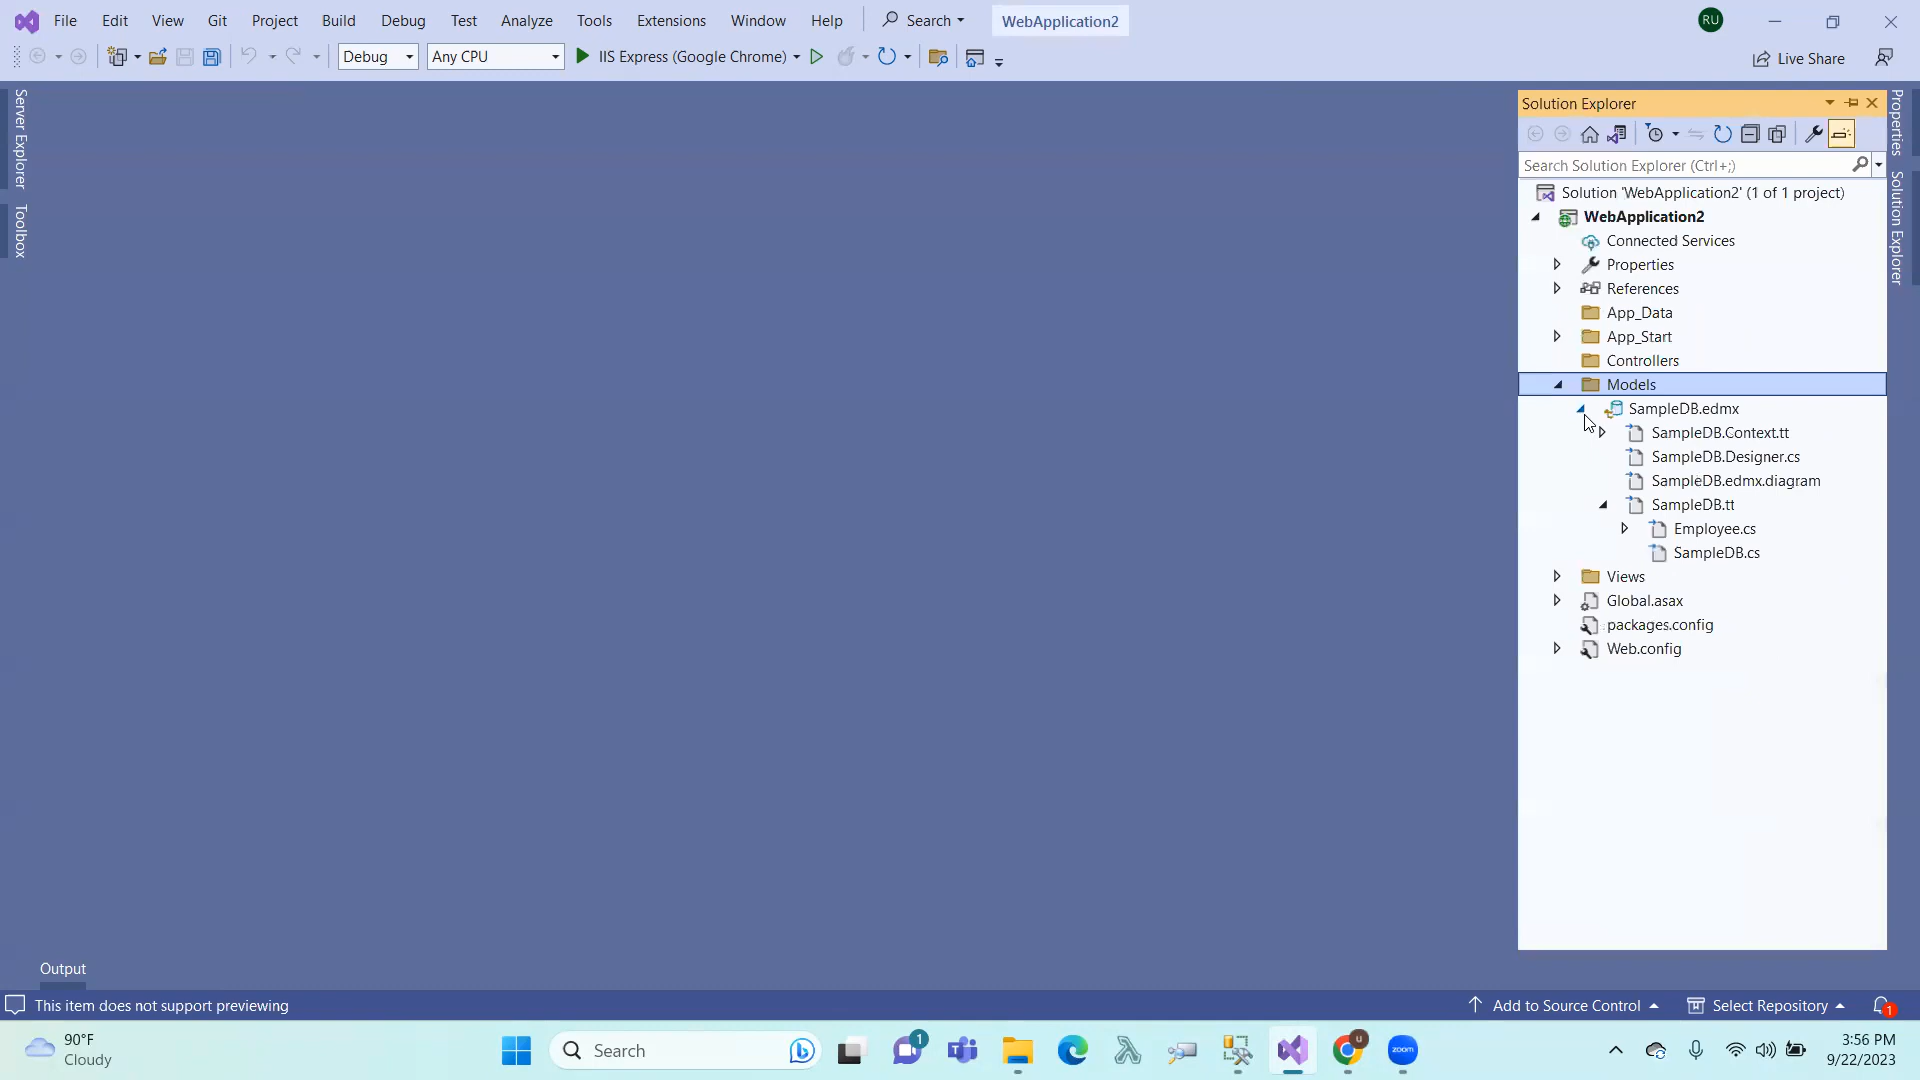 File Edit View Git Project Build Debug Test Analyze Tools Extensions Window Help Search WebApplication2 RU
Debug Any CPU IIS Express (Google Chrome) Live Share
Server Explorer
Toolbox
Solution Explorer
Search Solution Explorer (Ctrl+;)
Solution 'WebApplication2' (1 of 1 project)
WebApplication2
Connected Services
Properties
References
App_Data
App_Start
Controllers
Models
SampleDB.edmx
SampleDB.Context.tt
SampleDB.Designer.cs
SampleDB.edmx.diagram
SampleDB.tt
Employee.cs
SampleDB.cs
Views
Global.asax
packages.config
Web.config
Properties
Solution Explorer
Output
This item does not support previewing Add to Source Control Select Repository 1
90°F
Cloudy
Search
1
u
zoom
3:56 PM
9/22/2023